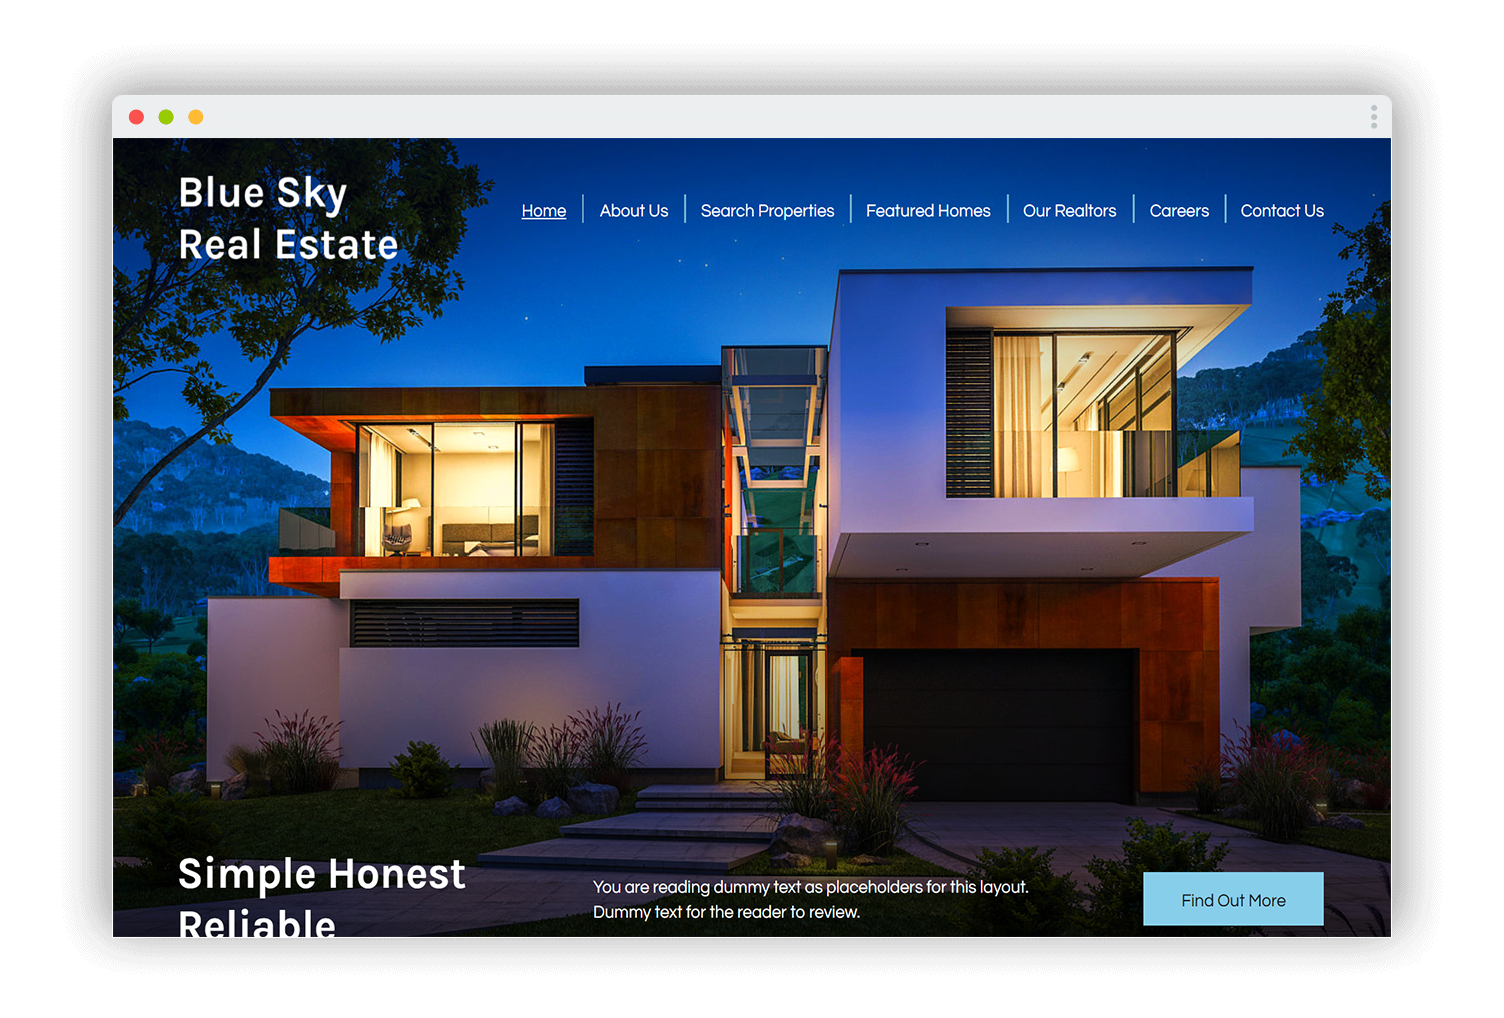 Blue Sky
Real Estate
Home
About Us
Search Properties
Featured Homes
Our Realtors
Careers
Contact Us
Simple Honest
Reliable
You are reading dummy text as placeholders for this layout.
Dummy text for the reader to review.
Find Out More